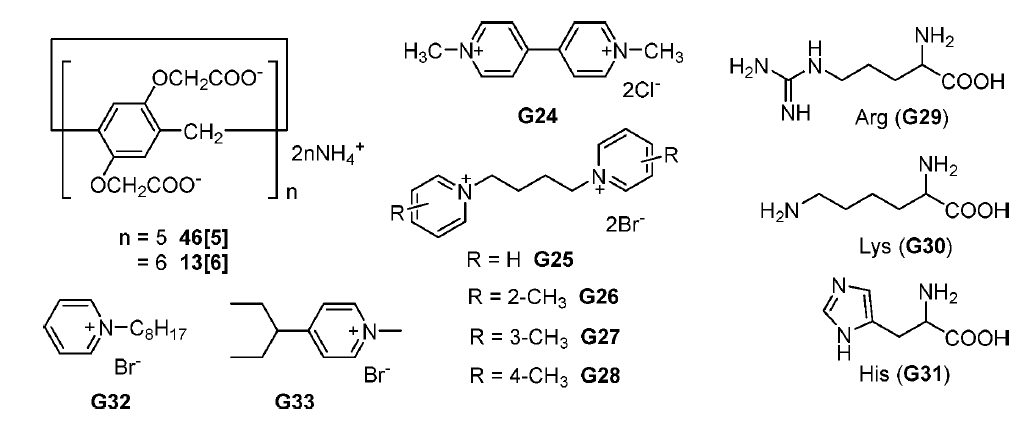 OCH₂COO⁻
CH₂
OCH₂COO⁻
n
2nNH₄⁺
n = 5 46[5]
= 6 13[6]
H₃C N⁺ ⁺N CH₃
2Cl⁻
G24
R N⁺ N⁺ R
2Br⁻
R = H G25
R = 2-CH₃ G26
R = 3-CH₃ G27
R = 4-CH₃ G28
NH₂
H₂N H N COOH
NH
Arg (G29)
NH₂
H₂N COOH
Lys (G30)
N NH₂
COOH
N H
His (G31)
N⁺ C₈H₁₇
Br⁻
G32
N⁺
Br⁻
G33